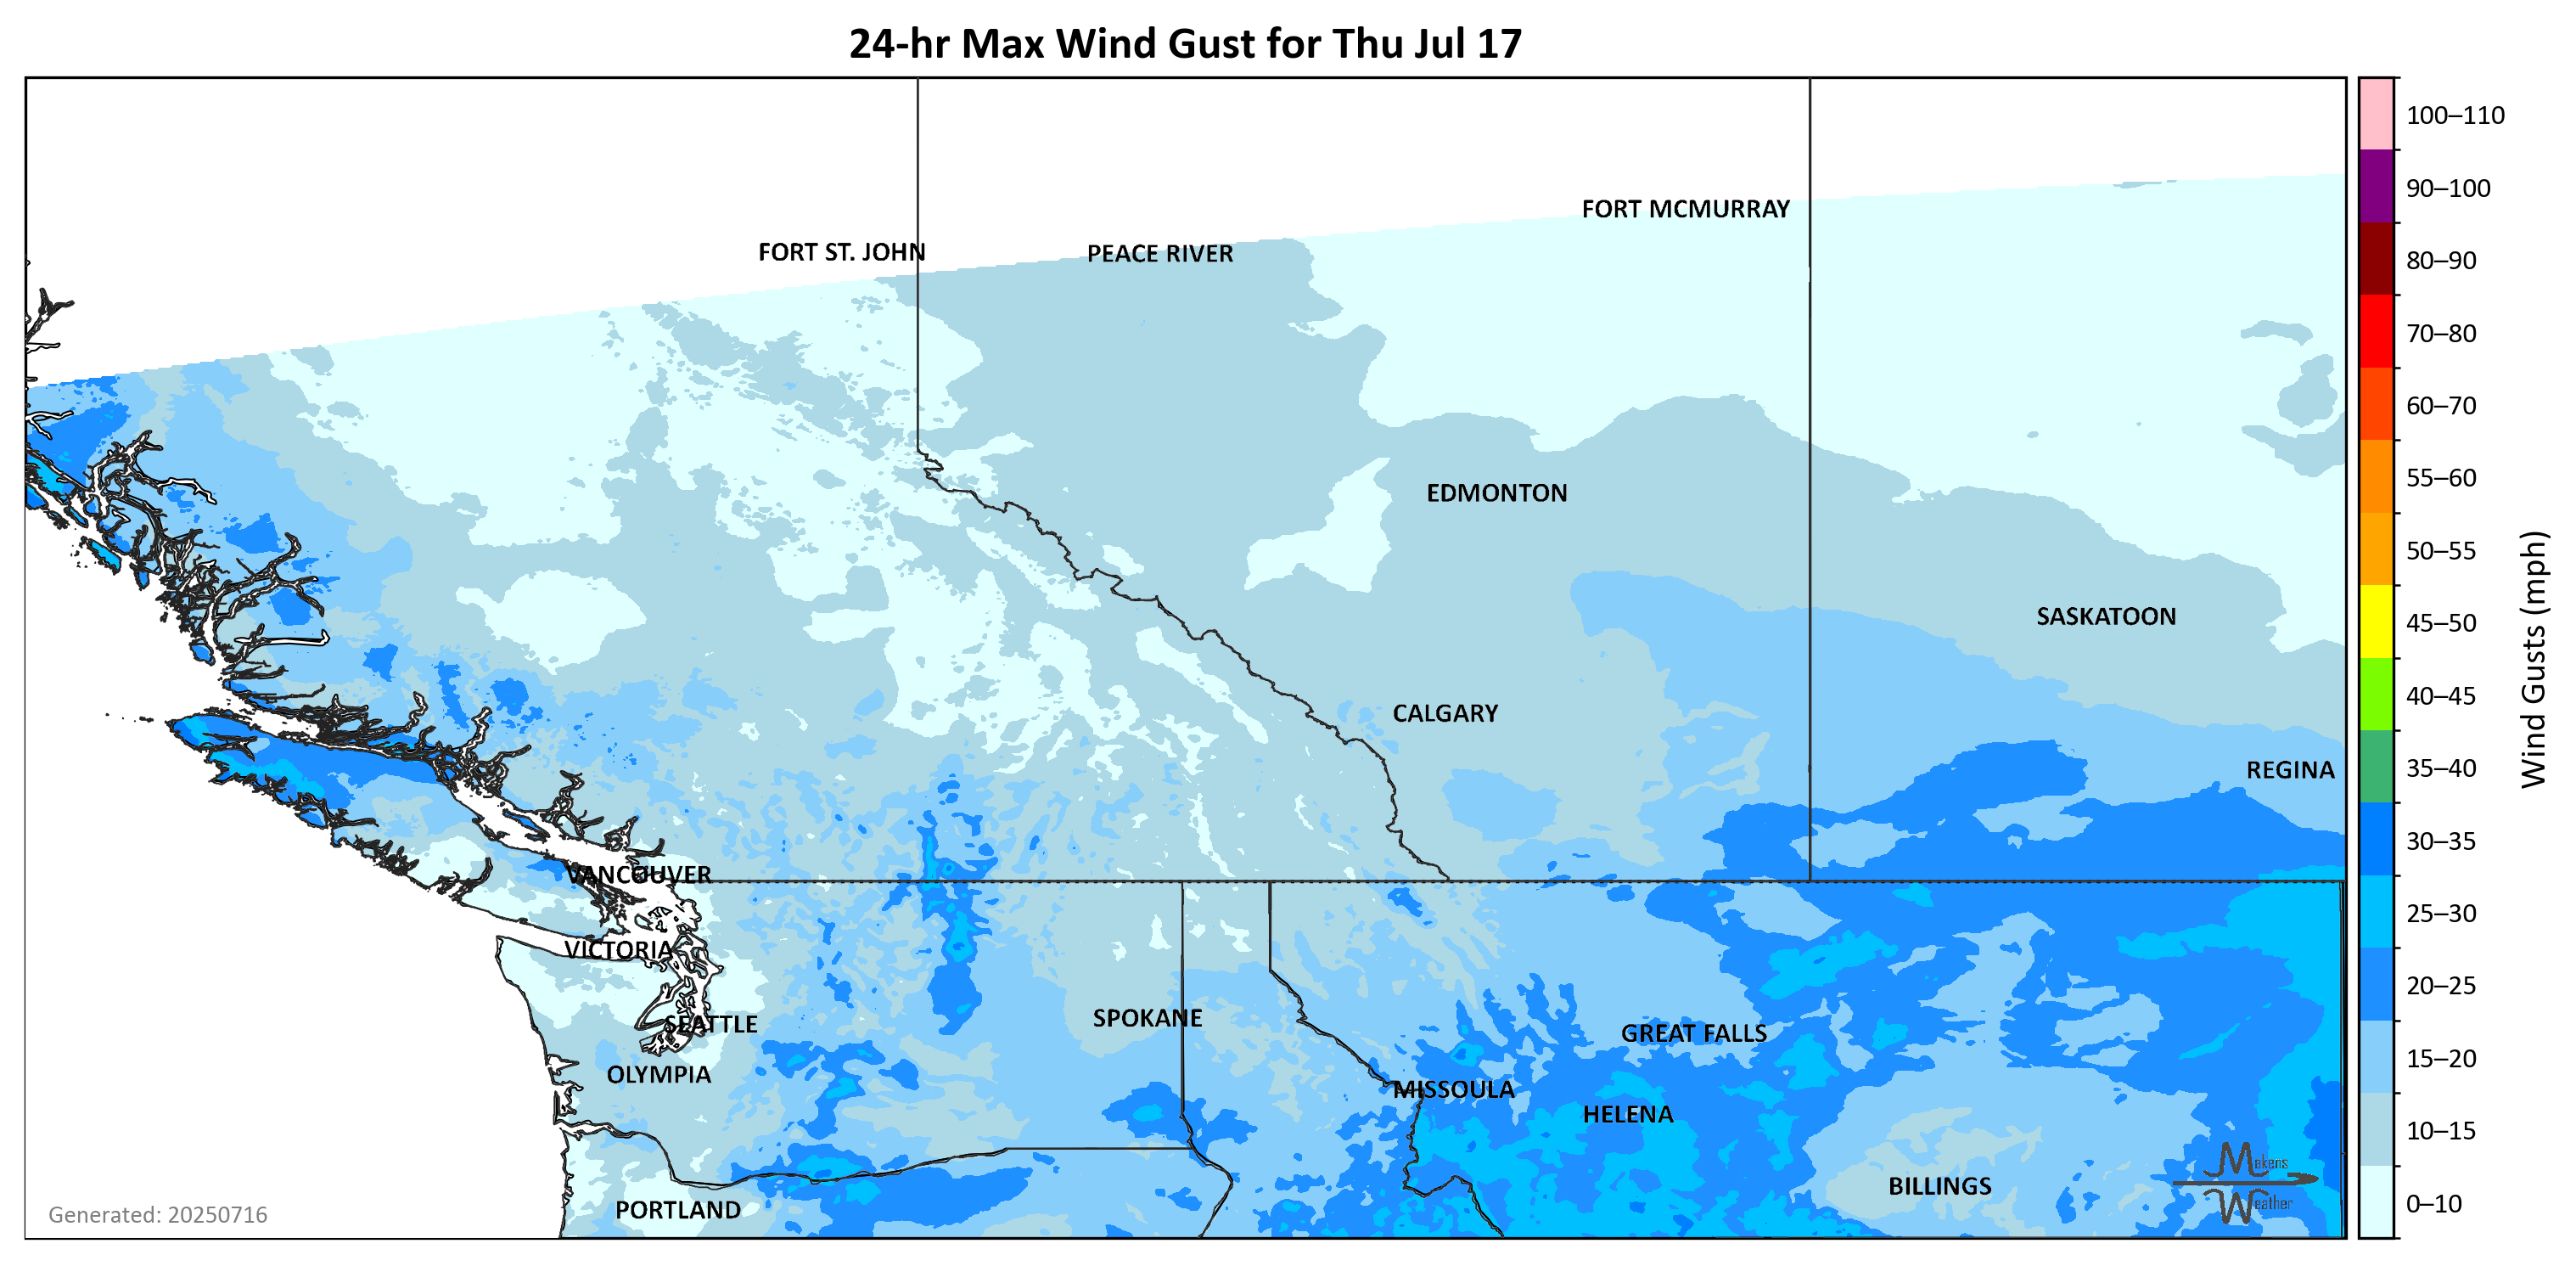 24-hr Max Wind Gust for Thu Jul 17
100–110
90–100
80–90
70–80
60–70
55–60
50–55
45–50
40–45
35–40
30–35
25–30
20–25
15–20
10–15
0–10
Wind Gusts (mph)
FORT MCMURRAY
FORT ST. JOHN
PEACE RIVER
EDMONTON
SASKATOON
CALGARY
REGINA
VANCOUVER
VICTORIA
SEATTLE
SPOKANE
GREAT FALLS
OLYMPIA
MISSOULA
HELENA
BILLINGS
PORTLAND
Makens
Weather
Generated: 20250716